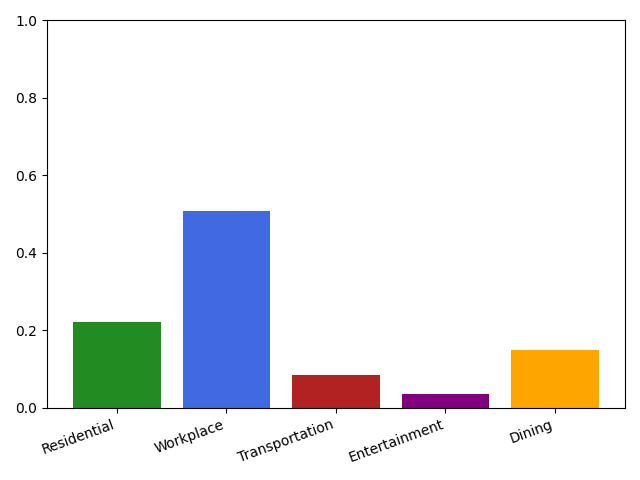 1.0
0.8
0.6
0.4
0.2
0.0
Residential
Workplace
Transportation
Entertainment
Dining